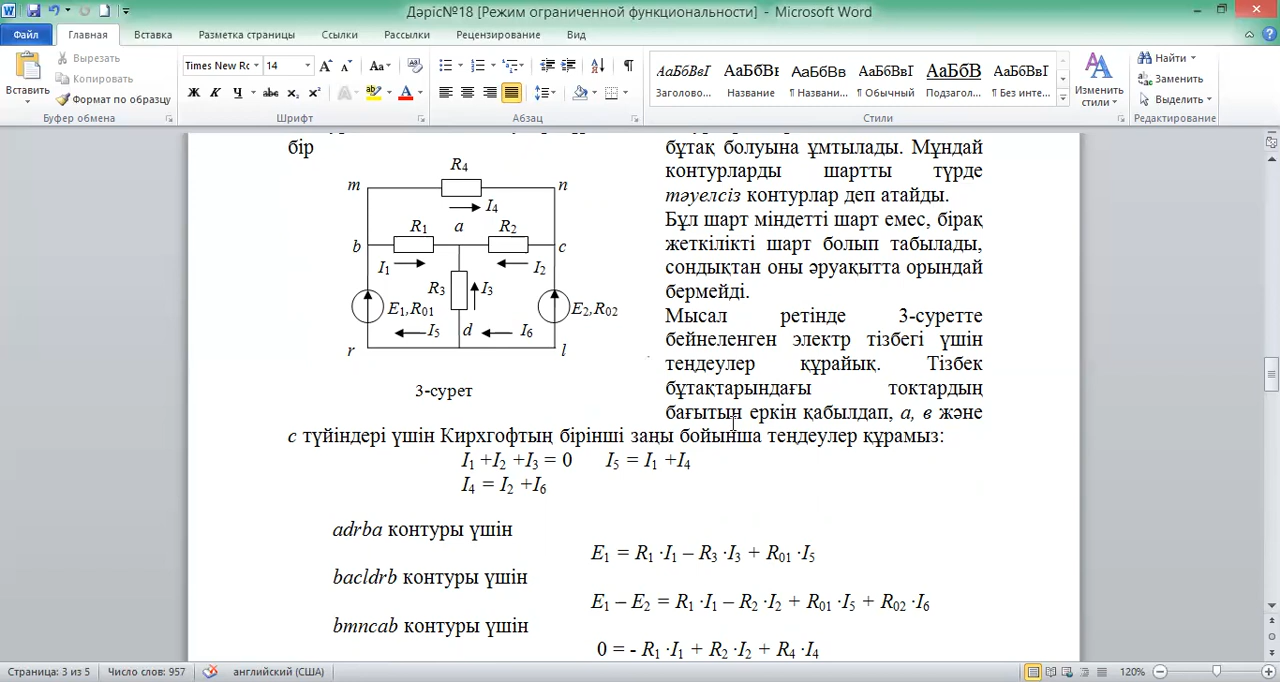 Дәріс№18 [Режим ограниченной функциональности] - Microsoft Word
Файл Главная Вставка Разметка страницы Ссылки Рассылки Рецензирование Вид
Вставить
Вырезать
Копировать
Формат по образцу
Буфер обмена
Times New Rc 14
Ж К Ч abc x₂ x²
Шрифт
Абзац
АаБбВвГ АаБбВı АаБбВв АаБбВвГ АаБбВ АаБбВвГ
Заголово... Название ¶ Названи... ¶ Обычный Подзагол... ¶ Без инте...
Стили
Изменить стили
Найти
Заменить
Выделить
Редактирование
бір
R4
m n
I4
R1 a R2
b c
I1 I2
R3 I3
E1,R01 E2,R02
I5 d I6
r l
3-сурет
бұтақ болуына ұмтылады. Мұндай
контурларды шартты түрде
тәуелсіз контурлар деп атайды.
Бұл шарт міндетті шарт емес, бірақ
жеткілікті шарт болып табылады,
сондықтан оны әруақытта орындай
бермейді.
Мысал ретінде 3-суретте
бейнеленген электр тізбегі үшін
теңдеулер құрайық. Тізбек
бұтақтарындағы токтардың
бағытын еркін қабылдап, а, в және
с түйіндері үшін Кирхгофтың бірінші заңы бойынша теңдеулер құрамыз:
I1 +I2 +I3 = 0 I5 = I1 +I4
I4 = I2 +I6
adrba контуры үшін
E1 = R1 ·I1 – R3 ·I3 + R01 ·I5
bacldrb контуры үшін
E1 – E2 = R1 ·I1 – R2 ·I2 + R01 ·I5 + R02 ·I6
bmncab контуры үшін
0 = - R1 ·I1 + R2 ·I2 + R4 ·I4
Страница: 3 из 5 Число слов: 957 английский (США) 120%